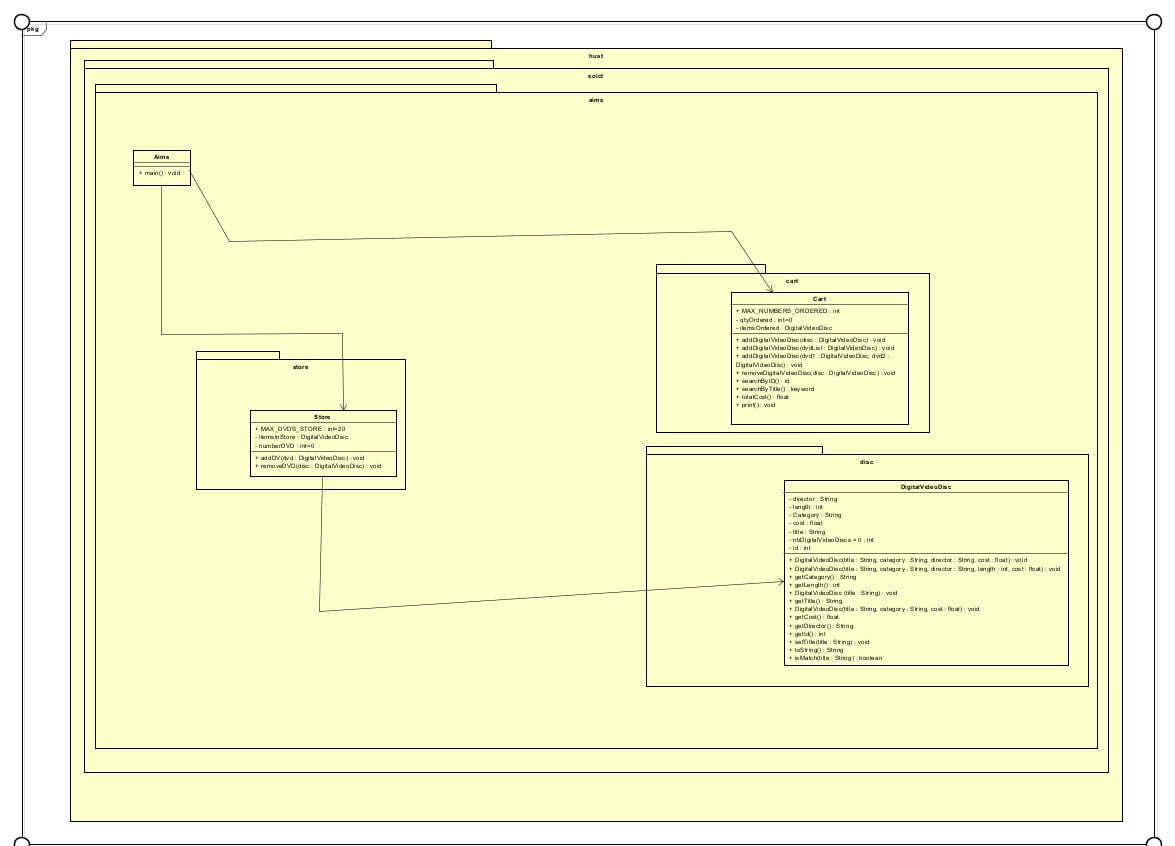 pkg
hust
soict
aims
Aims
+ main() : void
cart
Cart
+ MAX_NUMBERS_ORDERED : int
- qtyOrdered : int=0
- itemsOrdered : DigitalVideoDisc
+ addDigitalVideoDisc(disc : DigitalVideoDisc) : void
+ addDigitalVideoDisc(dvdList : DigitalVideoDisc) : void
+ addDigitalVideoDisc(dvd1 : DigitalVideoDisc, dvd2 :
DigitalVideoDisc) : void
+ removeDigitalVideoDisc(disc : DigitalVideoDisc) : void
+ searchByID() : id
+ searchByTitle() : keyword
+ totalCost() : float
+ print() : void
store
Store
+ MAX_DVDS_STORE : int=20
- itemsInStore : DigitalVideoDisc
- numberDVD : int=0
+ addDV(dvd : DigitalVideoDisc) : void
+ removeDVD(disc : DigitalVideoDisc) : void
disc
DigitalVideoDisc
- director : String
- length : int
- Category : String
- cost : float
- title : String
- nbDigitalVideoDiscs = 0 : int
- id : int
+ DigitalVideoDisc(title : String, category : String, director : String, cost : float) : void
+ DigitalVideoDisc(title : String, category : String, director : String, length : int, cost : float) : void
+ getCategory() : String
+ getLength() : int
+ DigitalVideoDisc (title : String) : void
+ getTitle() : String
+ DigitalVideoDisc(title : String, category : String, cost : float) : void
+ getCost() : float
+ getDirector() : String
+ getId() : int
+ setTitle(title : String) : void
+ toString() : String
+ isMatch(title : String) : boolean